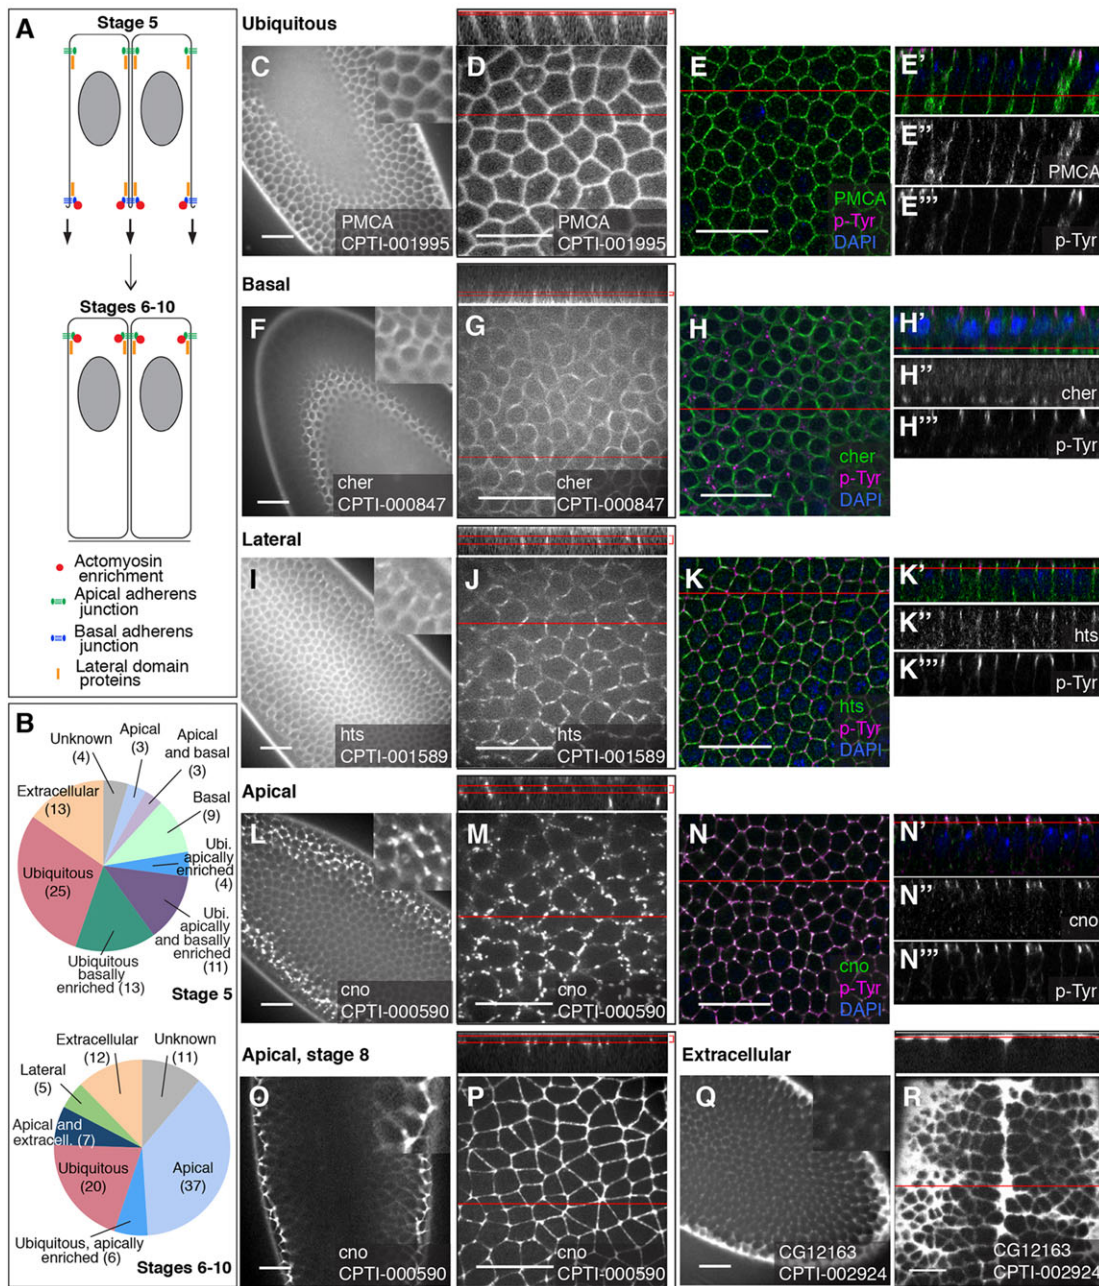 A
Stage 5
Stages 6-10
Actomyosin
enrichment
Apical adherens
junction
Basal adherens
junction
Lateral domain
proteins
B
Unknown
(4)
Apical
(3)
Apical
and basal
(3)
Basal
(9)
Ubi.
apically
enriched
(4)
Ubi.
apically
and basally
enriched
(11)
Ubiquitous
basally
enriched (13)
Ubiquitous
(25)
Extracellular
(13)
Stage 5
Extracellular
(12)
Unknown
(11)
Lateral
(5)
Apical and
extracell. (7)
Ubiquitous
(20)
Apical
(37)
Ubiquitous, apically
enriched (6)
Stages 6-10
Ubiquitous
C
PMCA
CPTI-001995
D
PMCA
CPTI-001995
E
PMCA
p-Tyr
DAPI
E'
E''
PMCA
E'''
p-Tyr
Basal
F
cher
CPTI-000847
G
cher
CPTI-000847
H
cher
p-Tyr
DAPI
H'
H''
cher
H'''
p-Tyr
Lateral
I
hts
CPTI-001589
J
hts
CPTI-001589
K
hts
p-Tyr
DAPI
K'
K''
hts
K'''
p-Tyr
Apical
L
cno
CPTI-000590
M
cno
CPTI-000590
N
cno
p-Tyr
DAPI
N'
N''
cno
N'''
p-Tyr
Apical, stage 8
O
cno
CPTI-000590
P
cno
CPTI-000590
Extracellular
Q
CG12163
CPTI-002924
R
CG12163
CPTI-002924